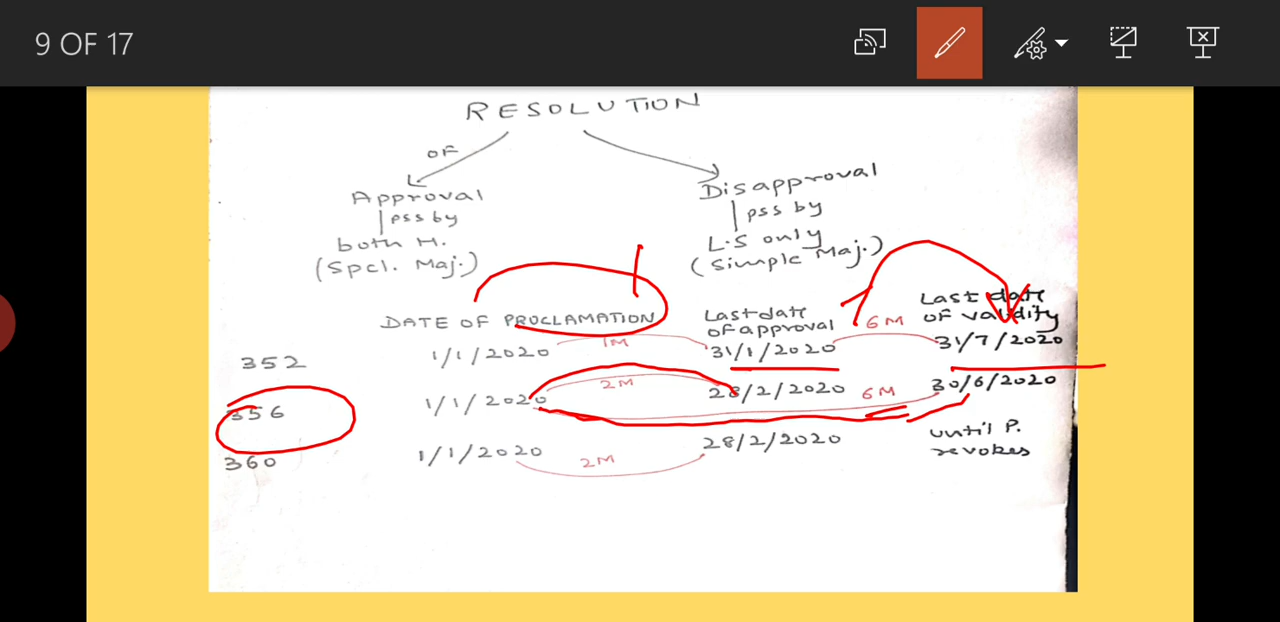 9 OF 17
RESOLUTION
OF
Approval
pss by
both H.
(Spcl. Maj.)
Disapproval
pss by
L.S only
(Simple Maj.)
DATE OF PROCLAMATION
Last date
of approval
Last date
of validity
352 1/1/2020 1M 31/1/2020 6M 31/7/2020
356 1/1/2020 2M 28/2/2020 6M 30/6/2020
360 1/1/2020 2M 28/2/2020 until P.
revokes